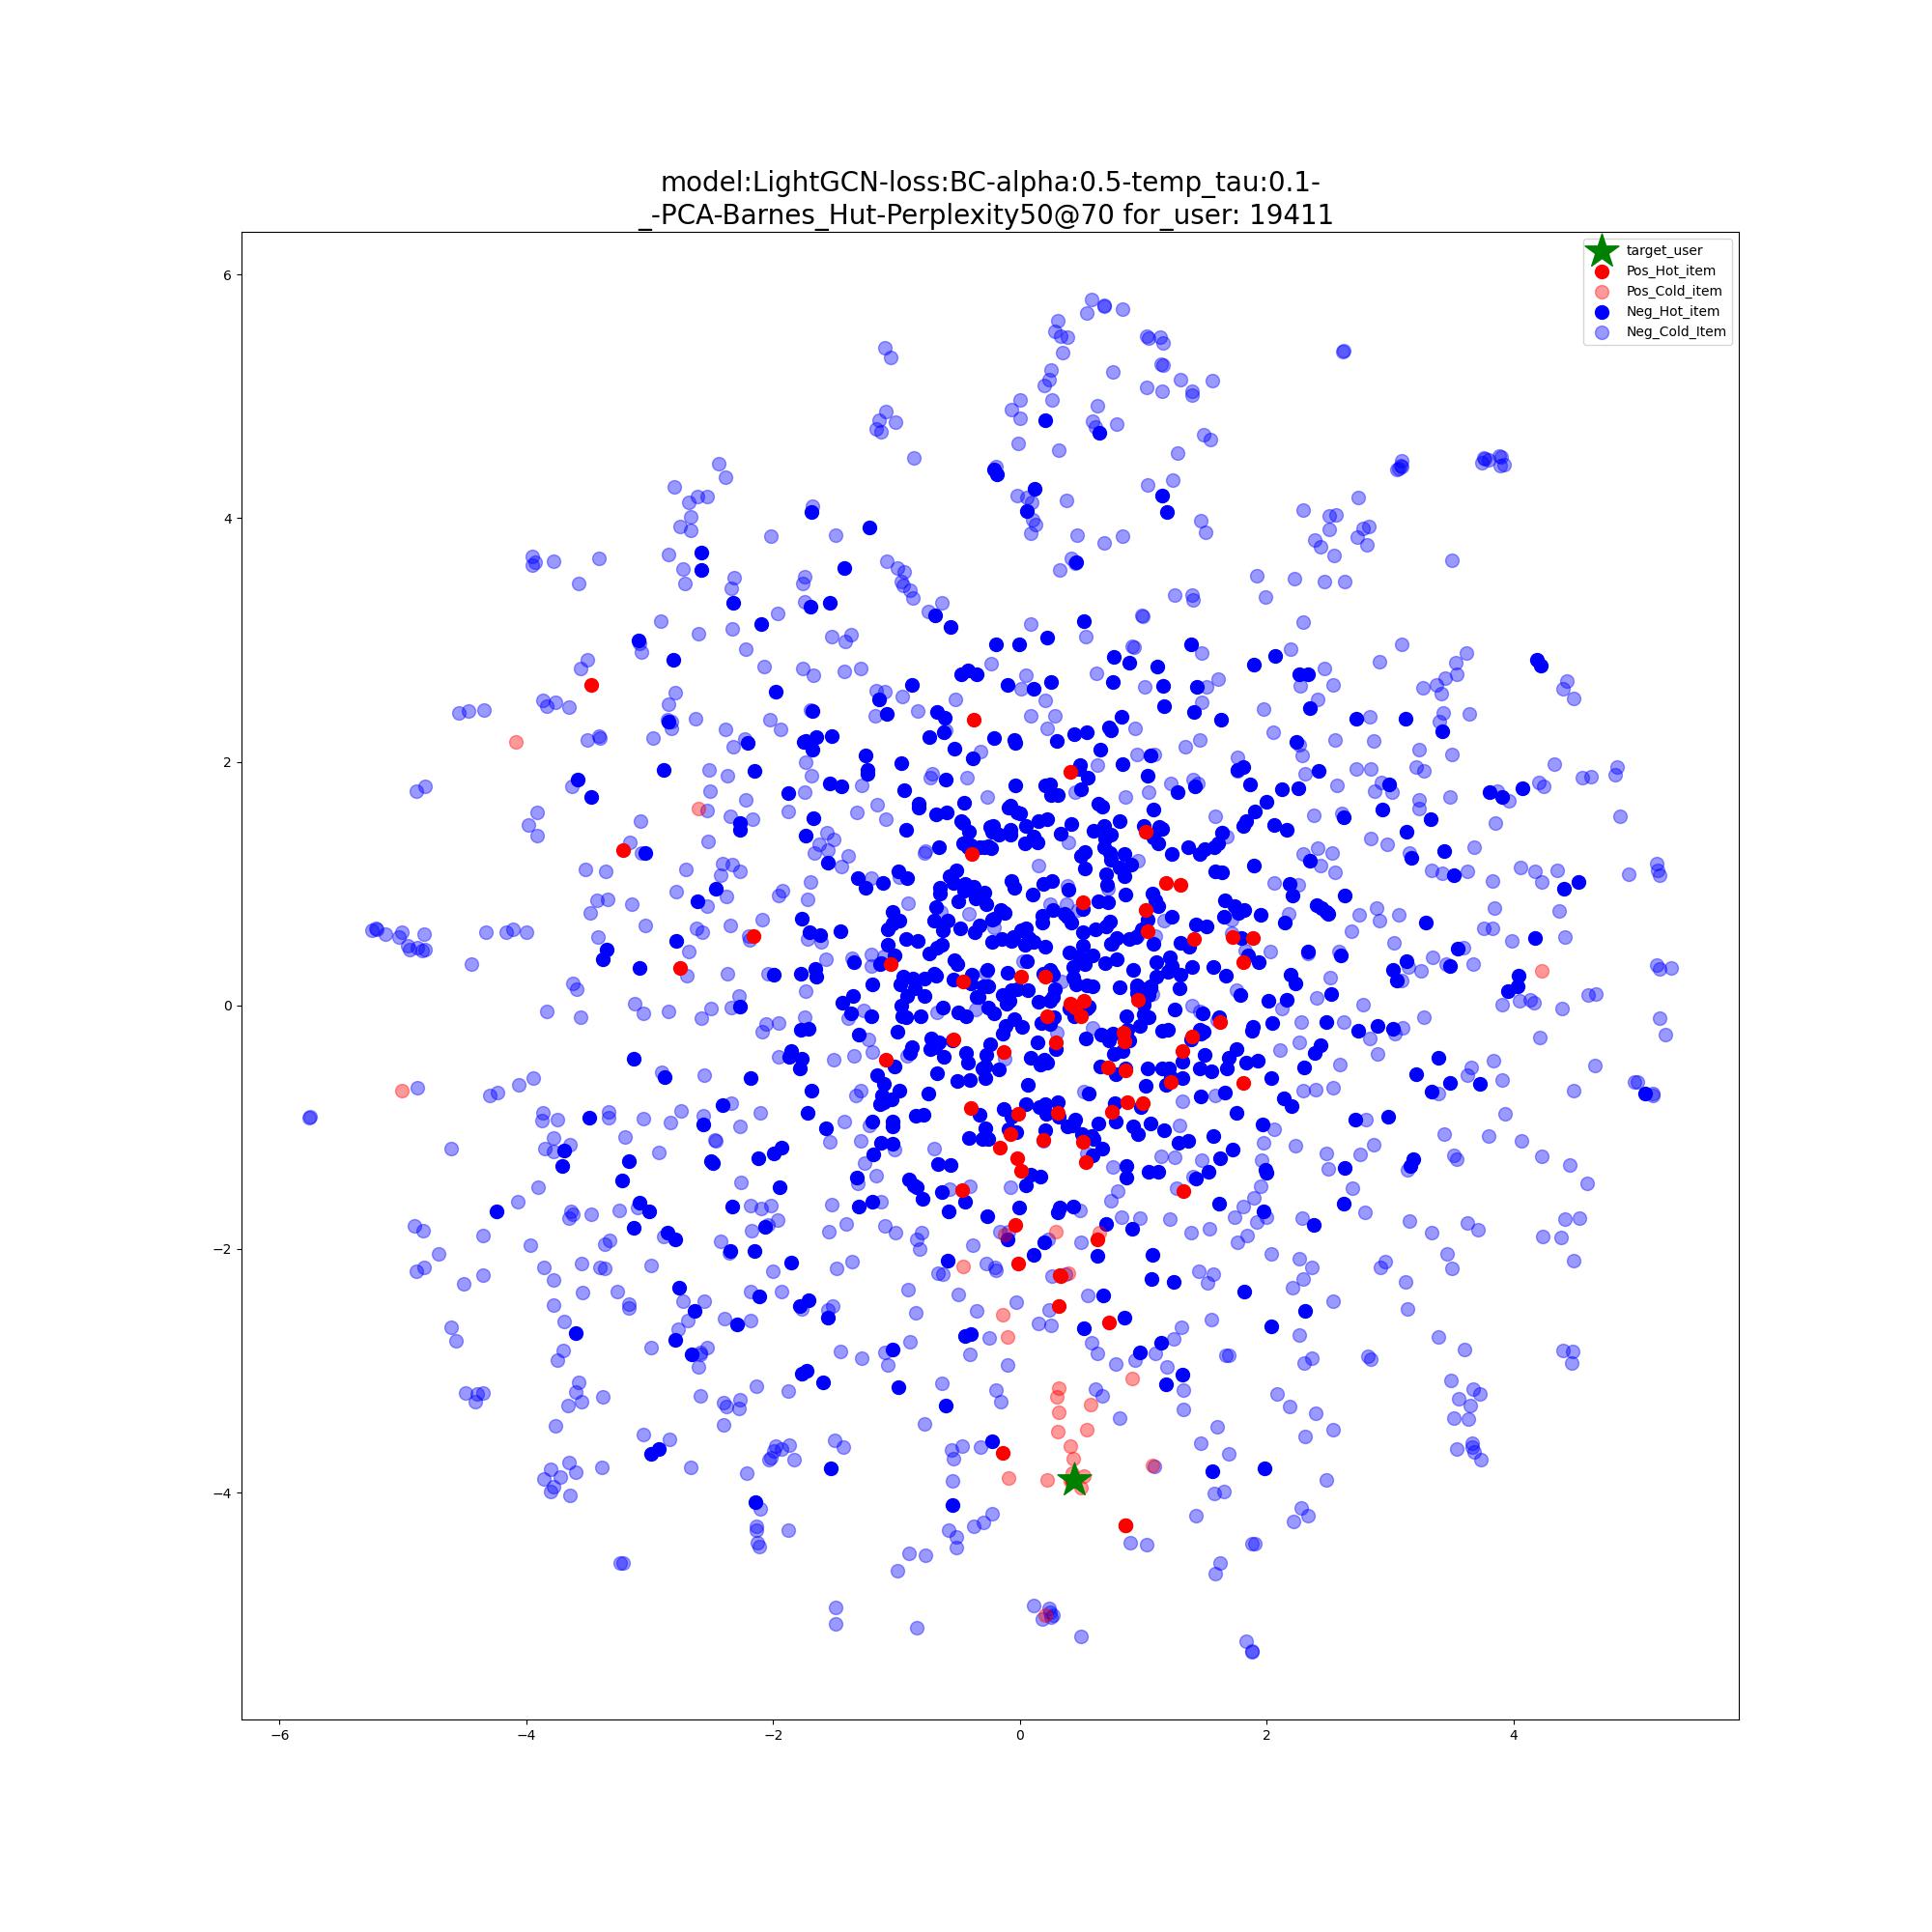 model:LightGCN-loss:BC-alpha:0.5-temp_tau:0.1-
_-PCA-Barnes_Hut-Perplexity50@70 for_user: 19411
target_user
Pos_Hot_item
Pos_Cold_item
Neg_Hot_item
Neg_Cold_Item
6
4
2
0
−2
−4
−6 −4 −2 0 2 4